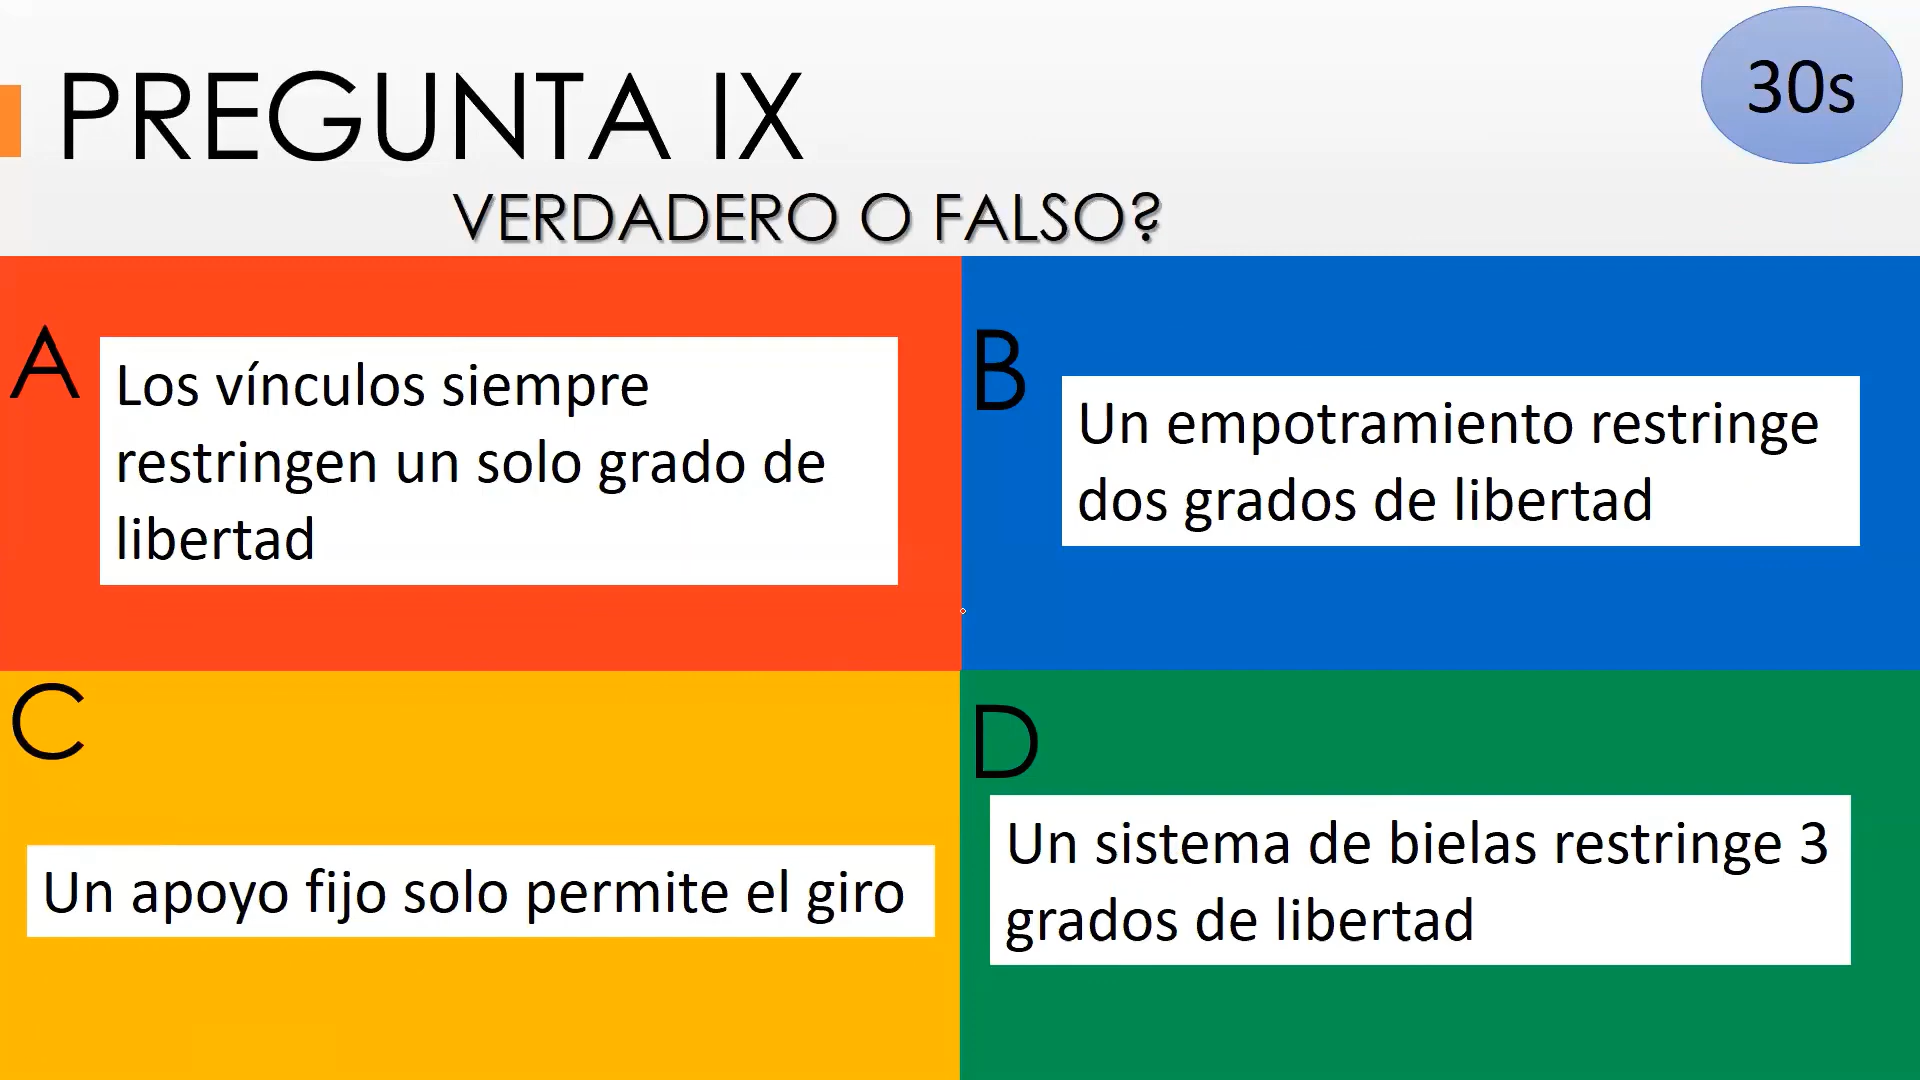 PREGUNTA IX
30s
VERDADERO O FALSO?
A
Los vínculos siempre
restringen un solo grado de
libertad
B
Un empotramiento restringe
dos grados de libertad
C
Un apoyo fijo solo permite el giro
D
Un sistema de bielas restringe 3
grados de libertad